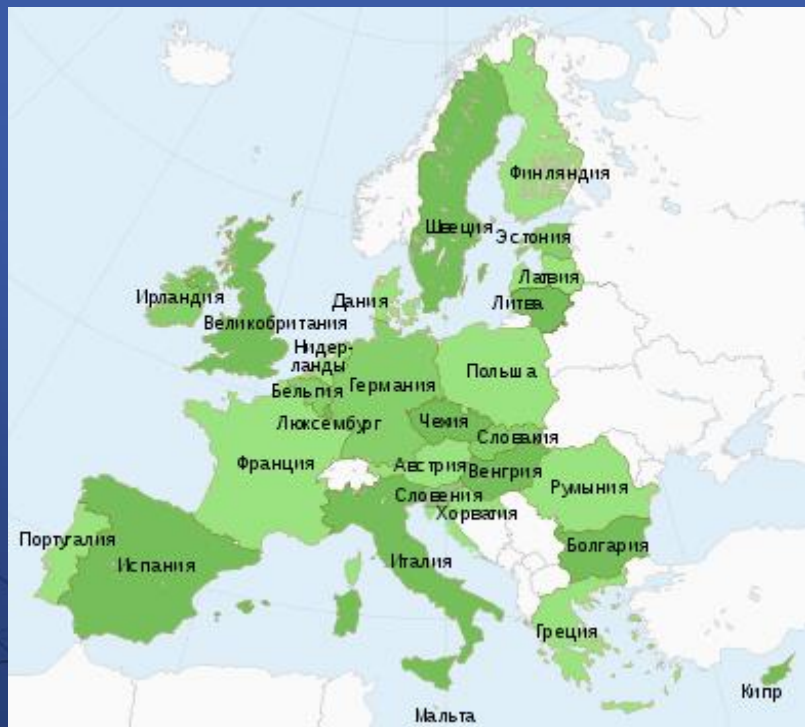 Финляндия
Швеция
Эстония
Латвия
Ирландия
Дания
Литва
Великобритания
Нидер-
ланды
Польша
Германия
Бельгия
Люксембург
Чехия
Словакия
Франция
Австрия
Венгрия
Румыния
Словения
Хорватия
Португалия
Болгария
Испания
Италия
Греция
Кипр
Мальта